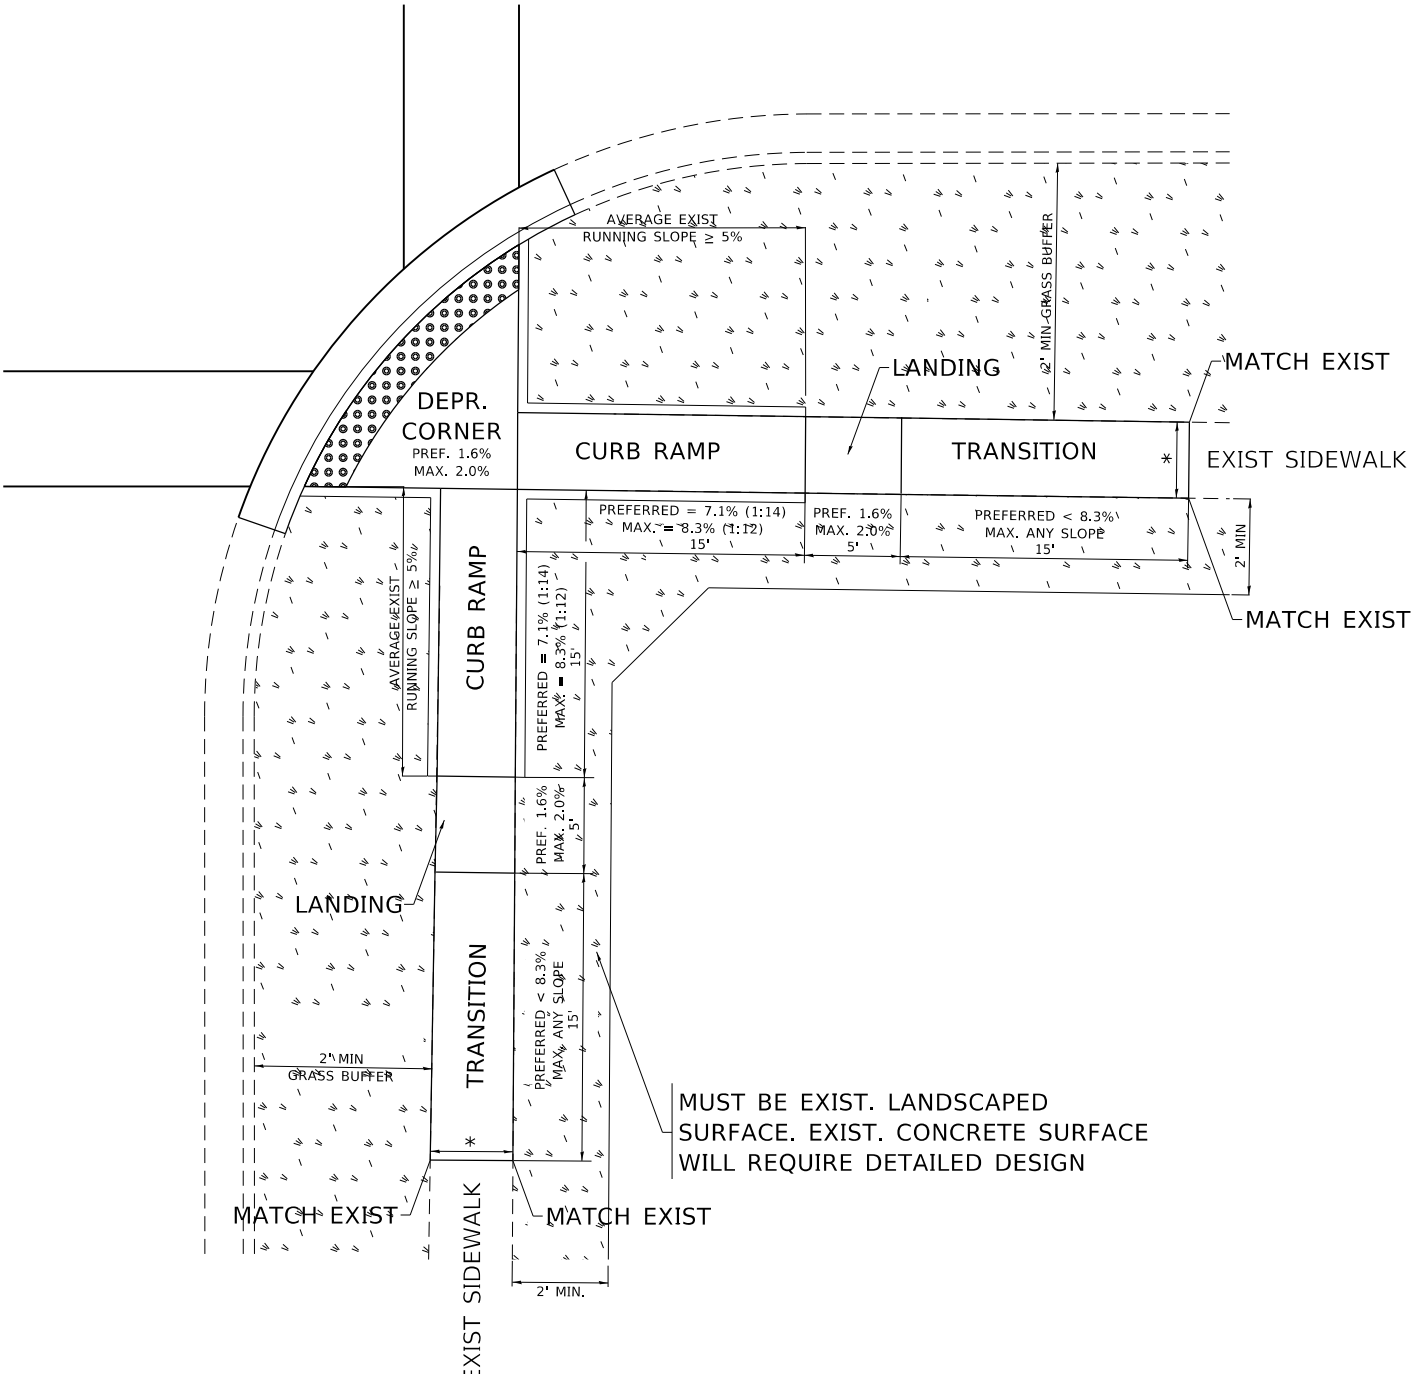 AVERAGE EXIST
RUNNING SLOPE ≥ 5%
2' MIN GRASS BUFFER
LANDING
MATCH EXIST
DEPR.
CORNER
PREF. 1.6%
MAX. 2.0%
CURB RAMP
TRANSITION
*
EXIST SIDEWALK
PREFERRED = 7.1% (1:14)
MAX. = 8.3% (1:12)
15'
PREF. 1.6%
MAX. 2.0%
5'
PREFERRED < 8.3%
MAX. ANY SLOPE
15'
2' MIN
MATCH EXIST
AVERAGE EXIST
RUNNING SLOPE ≥ 5%
CURB RAMP
PREFERRED = 7.1% (1:14)
MAX. = 8.3% (1:12)
15'
PREF. 1.6%
MAX. 2.0%
5'
LANDING
TRANSITION
PREFERRED < 8.3%
MAX. ANY SLOPE
15'
2' MIN
GRASS BUFFER
MUST BE EXIST. LANDSCAPED
SURFACE. EXIST. CONCRETE SURFACE
WILL REQUIRE DETAILED DESIGN
*
MATCH EXIST
MATCH EXIST
EXIST SIDEWALK
2' MIN.